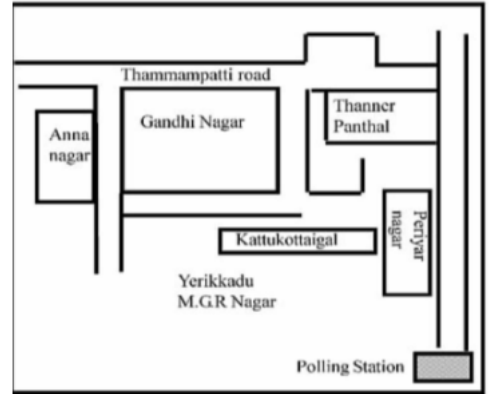 Thammampatti road
Gandhi Nagar
Thanner
Panthal
Anna
nagar
Periyar
nagar
Kattukottaigal
Yerikkadu
M.G.R Nagar
Polling Station